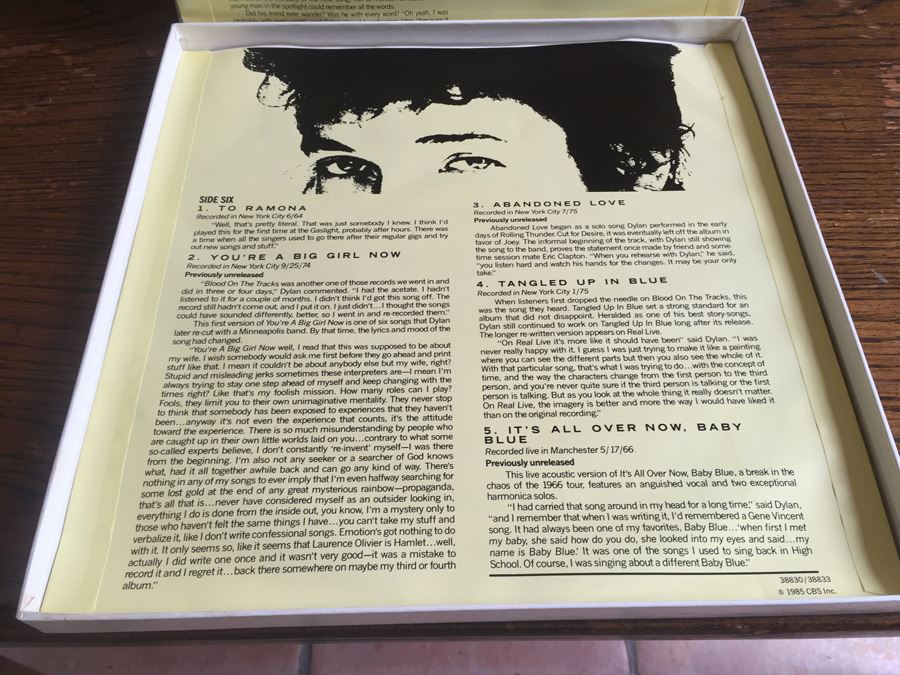 young man in the spotlight could remember all the words.
Did his mind ever wander? Was he with every word? "Oh yeah, I was
SIDE SIX
1. TO RAMONA
Recorded in New York City 6/64
"Well, that's pretty literal. That was just somebody I knew. I think I'd
played this for the first time at the Gaslight, probably after hours. There was
a time when all the singers used to go there after their regular gigs and try
out new songs and stuff."
2. YOU'RE A BIG GIRL NOW
Recorded in New York City 9/25/74
Previously unreleased
"Blood On The Tracks was another one of those records we went in and
did in three or four days," Dylan commented. "I had the acetate. I hadn't
listened to it for a couple of months. I didn't think I'd got this song off. The
record still hadn't come out, and I put it on. I just didn't...I thought the songs
could have sounded differently, better, so I went in and re-recorded them."
This first version of You're A Big Girl Now is one of six songs that Dylan
later re-cut with a Minneapolis band. By that time, the lyrics and mood of the
song had changed.
"You're A Big Girl Now well, I read that this was supposed to be about
my wife. I wish somebody would ask me first before they go ahead and print
stuff like that. I mean it couldn't be about anybody else but my wife, right?
Stupid and misleading jerks sometimes these interpreters are—I mean I'm
always trying to stay one step ahead of myself and keep changing with the
times right? Like that's my foolish mission. How many roles can I play?
Fools, they limit you to their own unimaginative mentality. They never stop
to think that somebody has been exposed to experiences that they haven't
been...anyway it's not even the experience that counts, it's the attitude
toward the experience. There is so much misunderstanding by people who
are caught up in their own little worlds laid on you...contrary to what some
so-called experts believe, I don't constantly 're-invent' myself—I was there
from the beginning. I'm also not any seeker or a searcher of God knows
what, had it all together awhile back and can go any kind of way. There's
nothing in any of my songs to ever imply that I'm even halfway searching for
some lost gold at the end of any great mysterious rainbow—propaganda,
that's all that is...never have considered myself as an outsider looking in,
everything I do is done from the inside out, you know, I'm a mystery only to
those who haven't felt the same things I have...you can't take my stuff and
verbalize it, like I don't write confessional songs. Emotion's got nothing to do
with it. It only seems so, like it seems that Laurence Olivier is Hamlet...well,
actually I did write one once and it wasn't very good—it was a mistake to
record it and I regret it...back there somewhere on maybe my third or fourth
album."
3. ABANDONED LOVE
Recorded in New York City 7/75
Previously unreleased
Abandoned Love began as a solo song Dylan performed in the early
days of Rolling Thunder. Cut for Desire, it was eventually left off the album in
favor of Joey. The informal beginning of the track, with Dylan still showing
the song to the band, proves the statement once made by friend and some-
time session mate Eric Clapton. "When you rehearse with Dylan," he said,
"you listen hard and watch his hands for the changes. It may be your only
take."
4. TANGLED UP IN BLUE
Recorded in New York City 1/75
When listeners first dropped the needle on Blood On The Tracks, this
was the song they heard. Tangled Up In Blue set a strong standard for an
album that did not disappoint. Heralded as one of his best story-songs,
Dylan still continued to work on Tangled Up In Blue long after its release.
The longer re-written version appears on Real Live.
"On Real Live it's more like it should have been" said Dylan. "I was
never really happy with it. I guess I was just trying to make it like a painting
where you can see the different parts but then you also see the whole of it.
With that particular song, that's what I was trying to do...with the concept of
time, and the way the characters change from the first person to the third
person, and you're never quite sure if the third person is talking or the first
person is talking. But as you look at the whole thing it really doesn't matter.
On Real Live, the imagery is better and more the way I would have liked it
than on the original recording."
5. IT'S ALL OVER NOW, BABY
BLUE
Recorded live in Manchester 5/17/66
Previously unreleased
This live acoustic version of It's All Over Now, Baby Blue, a break in the
chaos of the 1966 tour, features an anguished vocal and two exceptional
harmonica solos.
"I had carried that song around in my head for a long time," said Dylan,
"and I remember that when I was writing it, I'd remembered a Gene Vincent
song. It had always been one of my favorites, Baby Blue...'when first I met
my baby, she said how do you do, she looked into my eyes and said...my
name is Baby Blue.' It was one of the songs I used to sing back in High
School. Of course, I was singing about a different Baby Blue."
38830/38833
© 1985 CBS Inc.